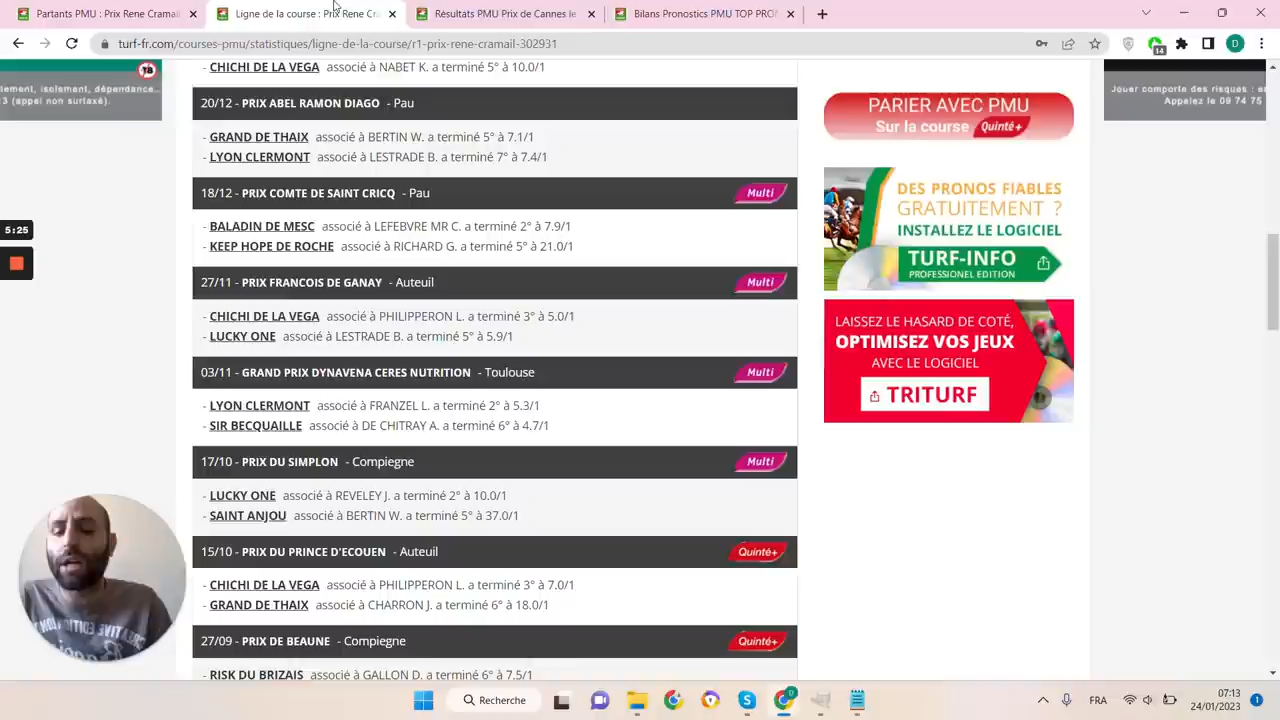 Ligne de la course : Prix Rene Cr
Resultats PMU du Prix Cannes le
Bilans Pronostics PMU TOP PRO
turf-fr.com/courses-pmu/statistiques/ligne-de-la-course/r1-prix-rene-cramail-302931
D
14
tement, isolement, dépendance...
3 (appel non surtaxé).
18
- CHICHI DE LA VEGA associé à NABET K. a terminé 5° à 10.0/1
20/12 - PRIX ABEL RAMON DIAGO - Pau
- GRAND DE THAIX associé à BERTIN W. a terminé 5° à 7.1/1
- LYON CLERMONT associé à LESTRADE B. a terminé 7° à 7.4/1
18/12 - PRIX COMTE DE SAINT CRICQ - Pau
Multi
- BALADIN DE MESC associé à LEFEBVRE MR C. a terminé 2° à 7.9/1
- KEEP HOPE DE ROCHE associé à RICHARD G. a terminé 5° à 21.0/1
27/11 - PRIX FRANCOIS DE GANAY - Auteuil
Multi
- CHICHI DE LA VEGA associé à PHILIPPERON L. a terminé 3° à 5.0/1
- LUCKY ONE associé à LESTRADE B. a terminé 5° à 5.9/1
03/11 - GRAND PRIX DYNAVENA CERES NUTRITION - Toulouse
Multi
- LYON CLERMONT associé à FRANZEL L. a terminé 2° à 5.3/1
- SIR BECQUAILLE associé à DE CHITRAY A. a terminé 6° à 4.7/1
17/10 - PRIX DU SIMPLON - Compiegne
Multi
- LUCKY ONE associé à REVELEY J. a terminé 2° à 10.0/1
- SAINT ANJOU associé à BERTIN W. a terminé 5° à 37.0/1
15/10 - PRIX DU PRINCE D'ECOUEN - Auteuil
Quinté+
- CHICHI DE LA VEGA associé à PHILIPPERON L. a terminé 3° à 7.0/1
- GRAND DE THAIX associé à CHARRON J. a terminé 6° à 18.0/1
27/09 - PRIX DE BEAUNE - Compiegne
Quinté+
- RISK DU BRIZAIS associé à GALLON D. a terminé 6° à 7.5/1
Jouer comporte des risques : e
Appelez le 09 74 75
PARIER AVEC PMU
Sur la course Quinté+
DES PRONOS FIABLES
GRATUITEMENT ?
INSTALLEZ LE LOGICIEL
TURF-INFO
PROFESSIONEL EDITION
LAISSEZ LE HASARD DE COTÉ,
OPTIMISEZ VOS JEUX
AVEC LE LOGICIEL
TRITURF
5:25
Recherche
07:13
24/01/2023